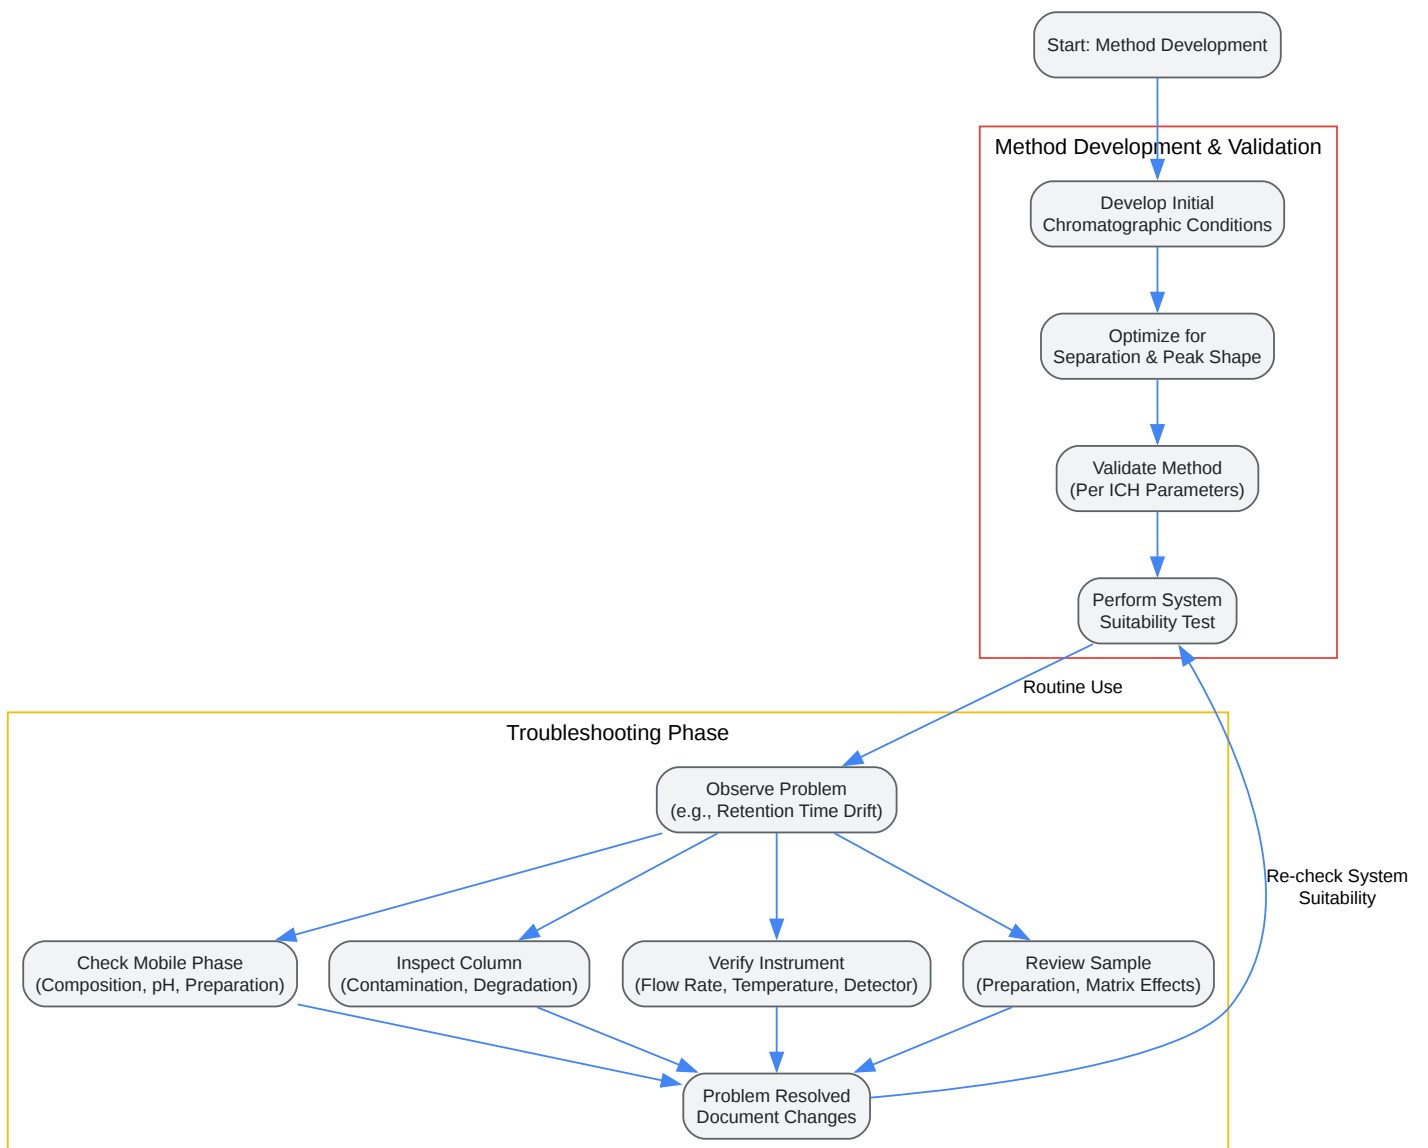 Start: Method Development
Method Development & Validation
Develop Initial
Chromatographic Conditions
Optimize for
Separation & Peak Shape
Validate Method
(Per ICH Parameters)
Perform System
Suitability Test
Routine Use
Troubleshooting Phase
Observe Problem
(e.g., Retention Time Drift)
Re-check System
Suitability
Check Mobile Phase
(Composition, pH, Preparation)
Inspect Column
(Contamination, Degradation)
Verify Instrument
(Flow Rate, Temperature, Detector)
Review Sample
(Preparation, Matrix Effects)
Problem Resolved
Document Changes